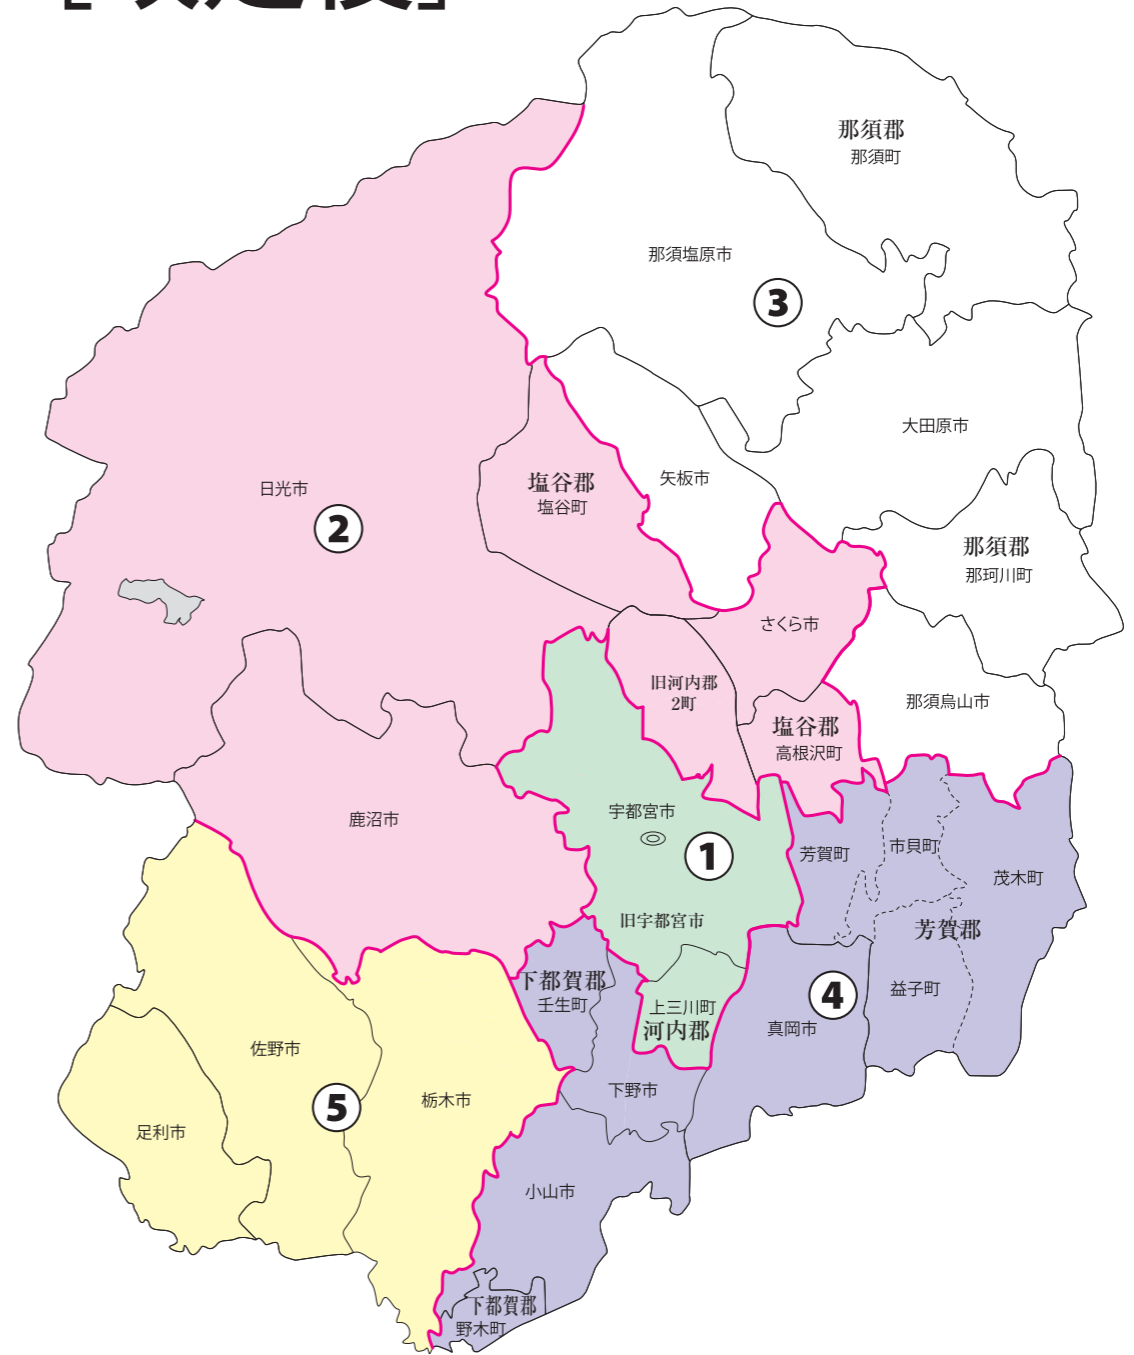 那須郡
那須町
那須塩原市
③
大田原市
矢板市
塩谷郡
塩谷町
日光市
②
那須郡
那珂川町
さくら市
旧河内郡
2町
那須烏山市
塩谷郡
高根沢町
宇都宮市
鹿沼市
①
芳賀町
市貝町
茂木町
旧宇都宮市
芳賀郡
下都賀郡
壬生町
上三川町
河内郡
④
益子町
真岡市
佐野市
下野市
⑤
栃木市
足利市
小山市
下都賀郡
野木町